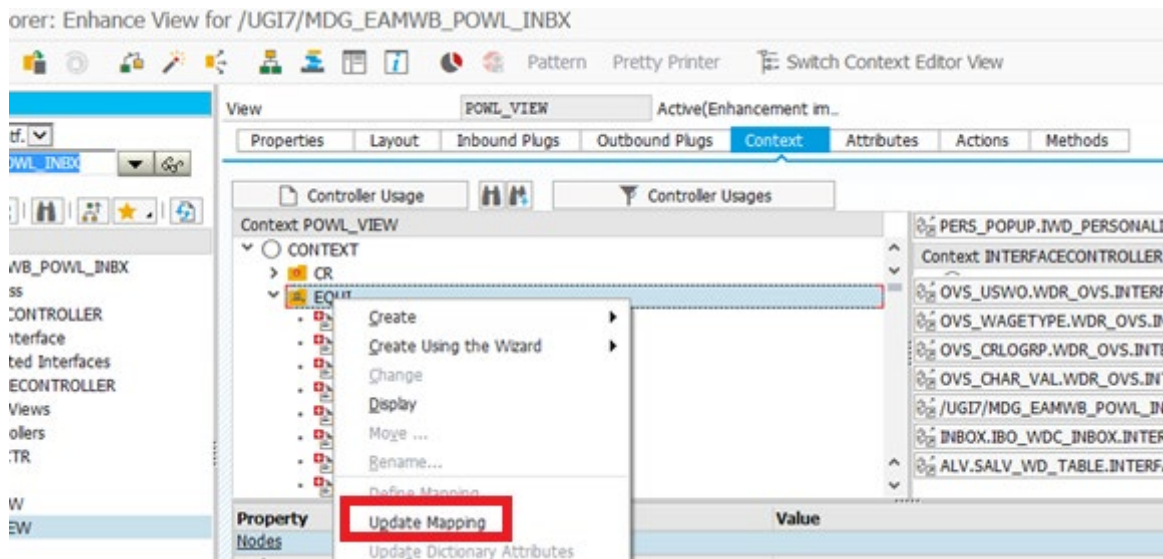 orer: Enhance View for /UGI7/MDG_EAMWB_POWL_INBX
Pattern Pretty Printer Switch Context Editor View
View POWL_VIEW Active(Enhancement im...
tf.
Properties Layout Inbound Plugs Outbound Plugs Context Attributes Actions Methods
OWL_INBX
Controller Usage Controller Usages
Context POWL_VIEW
PERS_POPUP.IWD_PERSONALI
CONTEXT
Context INTERFACECONTROLLER
WB_POWL_INBX
CR
ss
EQUI
OVS_USWO.WDR_OVS.INTERF
CONTROLLER
Create
OVS_WAGETYPE.WDR_OVS.IN
nterface
Create Using the Wizard
OVS_CRLOGRP.WDR_OVS.INTE
ted Interfaces
Change
OVS_CHAR_VAL.WDR_OVS.INT
ECONTROLLER
Display
/UGI7/MDG_EAMWB_POWL_IN
Views
Move ...
INBOX.IBO_WDC_INBOX.INTER
ollers
Rename...
ALV.SALV_WD_TABLE.INTERFA
TR
Define Mapping
W
Property Update Mapping Value
EW
Nodes
Update Dictionary Attributes